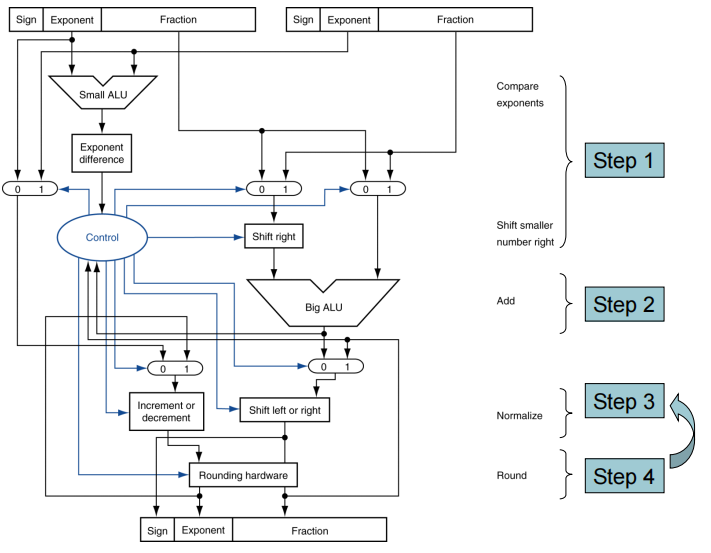 Sign Exponent Fraction
Sign Exponent Fraction
Small ALU
Compare
exponents
Exponent
difference
Step 1
0 1
0 1
0 1
Control
Shift right
Shift smaller
number right
Big ALU
Add
Step 2
0 1
0 1
Increment or
decrement
Shift left or right
Normalize
Step 3
Rounding hardware
Round
Step 4
Sign Exponent Fraction